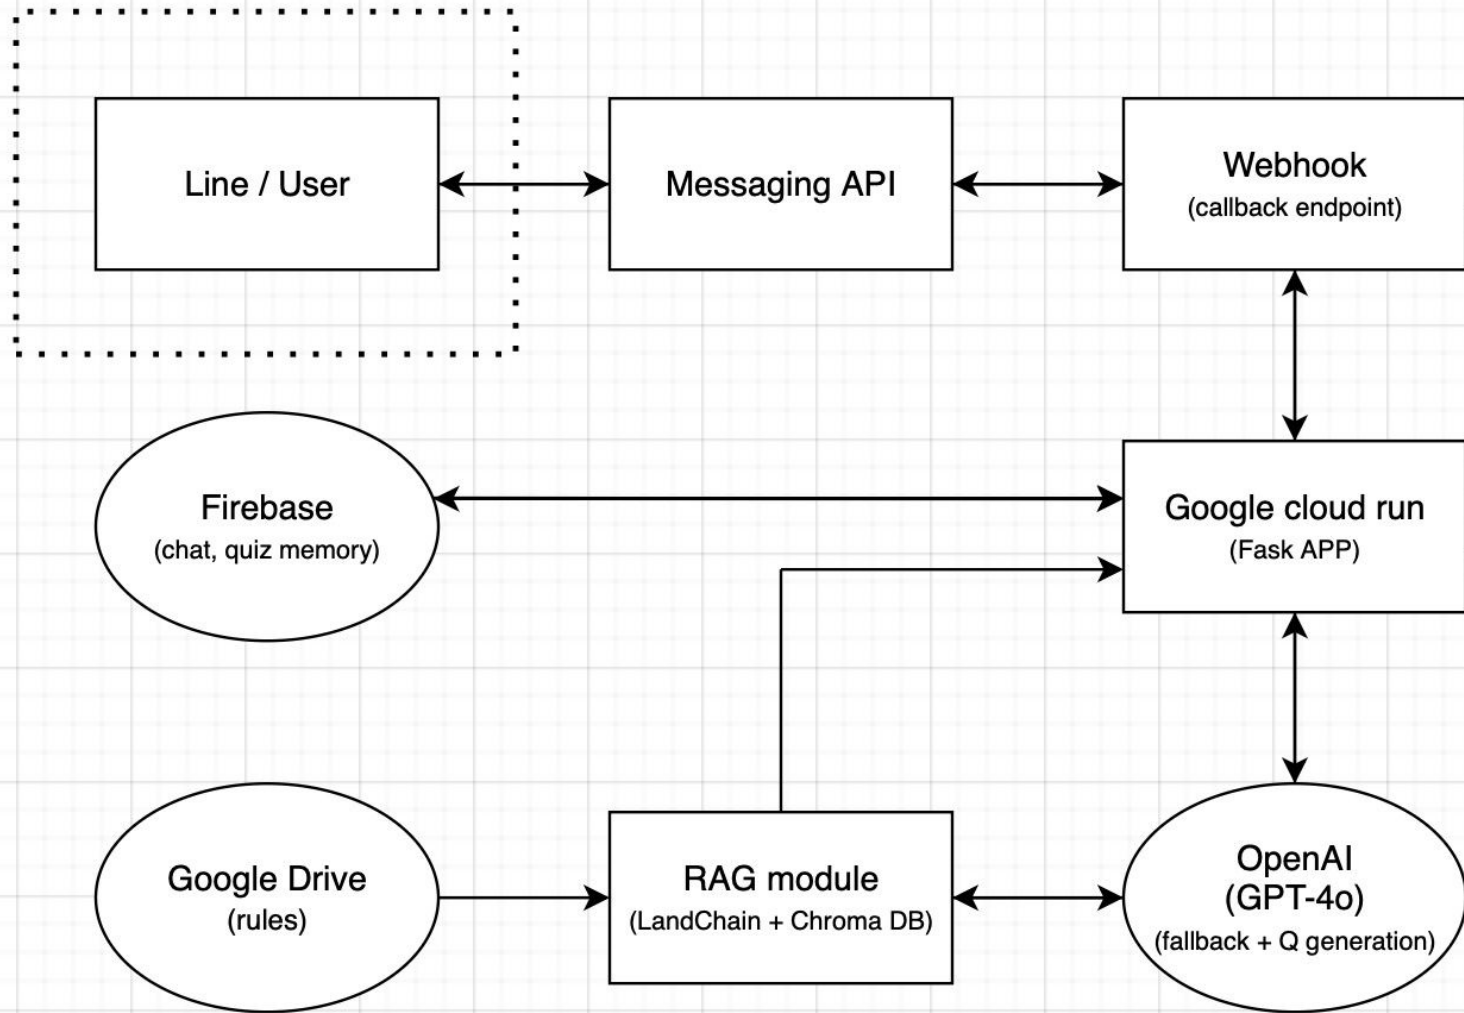 Line / User
Messaging API
Webhook
(callback endpoint)
Firebase
(chat, quiz memory)
Google cloud run
(Fask APP)
Google Drive
(rules)
RAG module
(LandChain + Chroma DB)
OpenAI
(GPT-4o)
(fallback + Q generation)